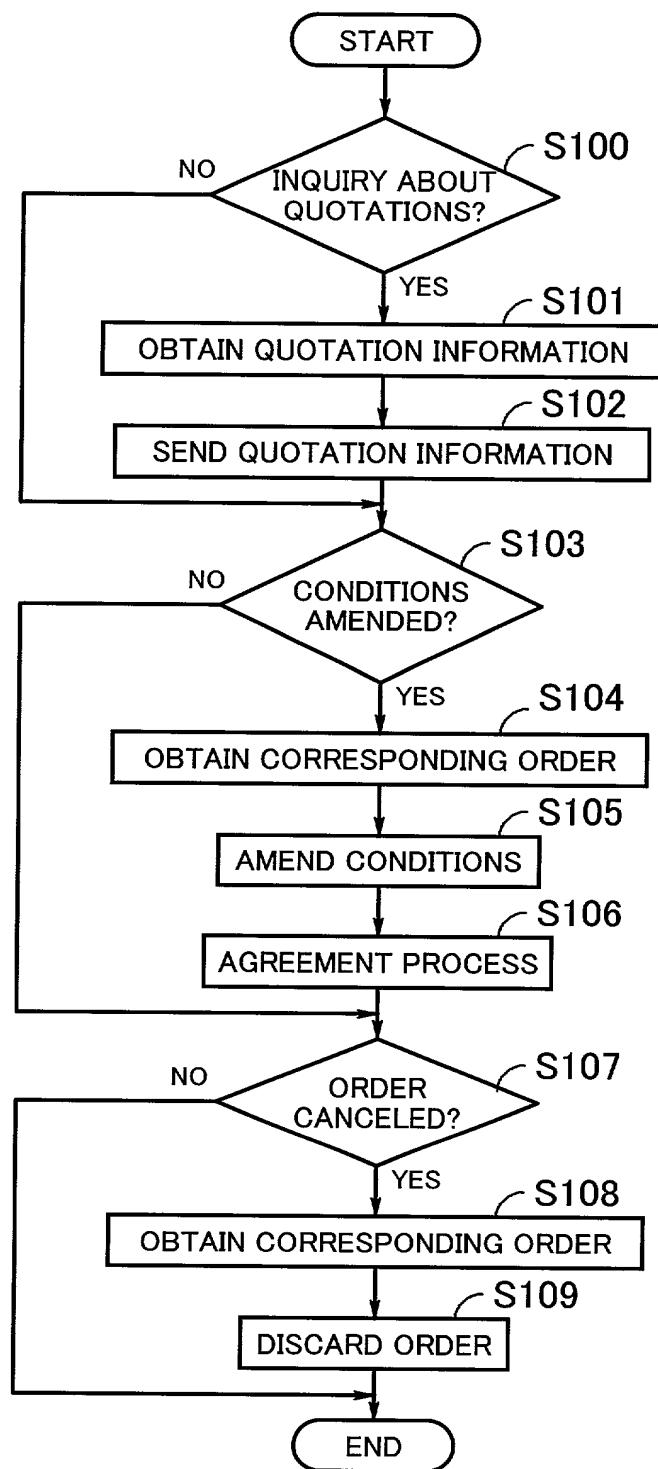 START
S100
NO
INQUIRY ABOUT
QUOTATIONS?
YES
S101
OBTAIN QUOTATION INFORMATION
S102
SEND QUOTATION INFORMATION
S103
NO
CONDITIONS
AMENDED?
YES
S104
OBTAIN CORRESPONDING ORDER
S105
AMEND CONDITIONS
S106
AGREEMENT PROCESS
S107
NO
ORDER
CANCELED?
YES
S108
OBTAIN CORRESPONDING ORDER
S109
DISCARD ORDER
END